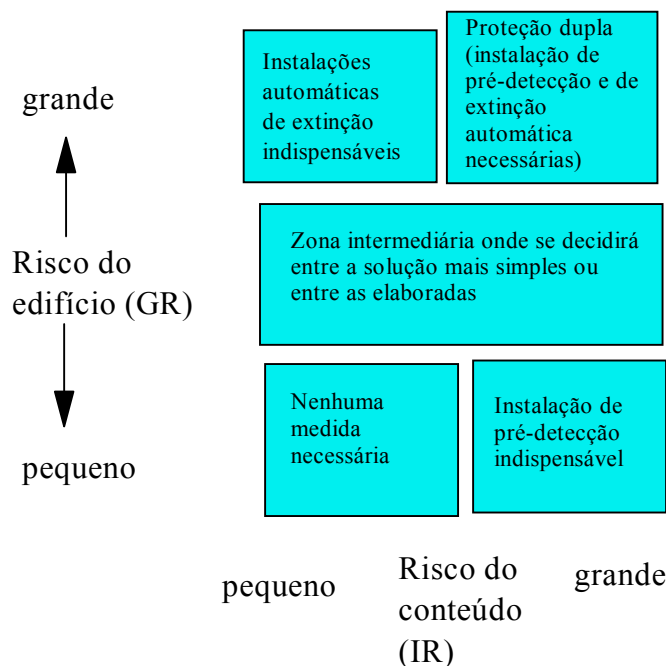 Instalações
automáticas
de extinção
indispensáveis
Proteção dupla
(instalação de
pré-detecção e de
extinção
automática
necessárias)
grande
Zona intermediária onde se decidirá
entre a solução mais simples ou
entre as elaboradas
Risco do
edifício (GR)
Nenhuma
medida
necessária
Instalação de
pré-detecção
indispensável
pequeno
pequeno
Risco do
conteúdo
(IR)
grande